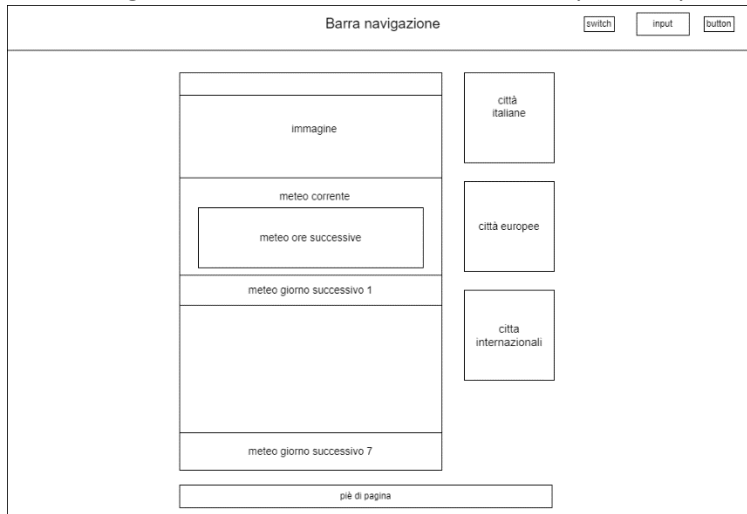 Barra navigazione
switch
input
button
immagine
città
italiane
meteo corrente
meteo ore successive
città europee
meteo giorno successivo 1
citta
internazionali
meteo giorno successivo 7
piè di pagina